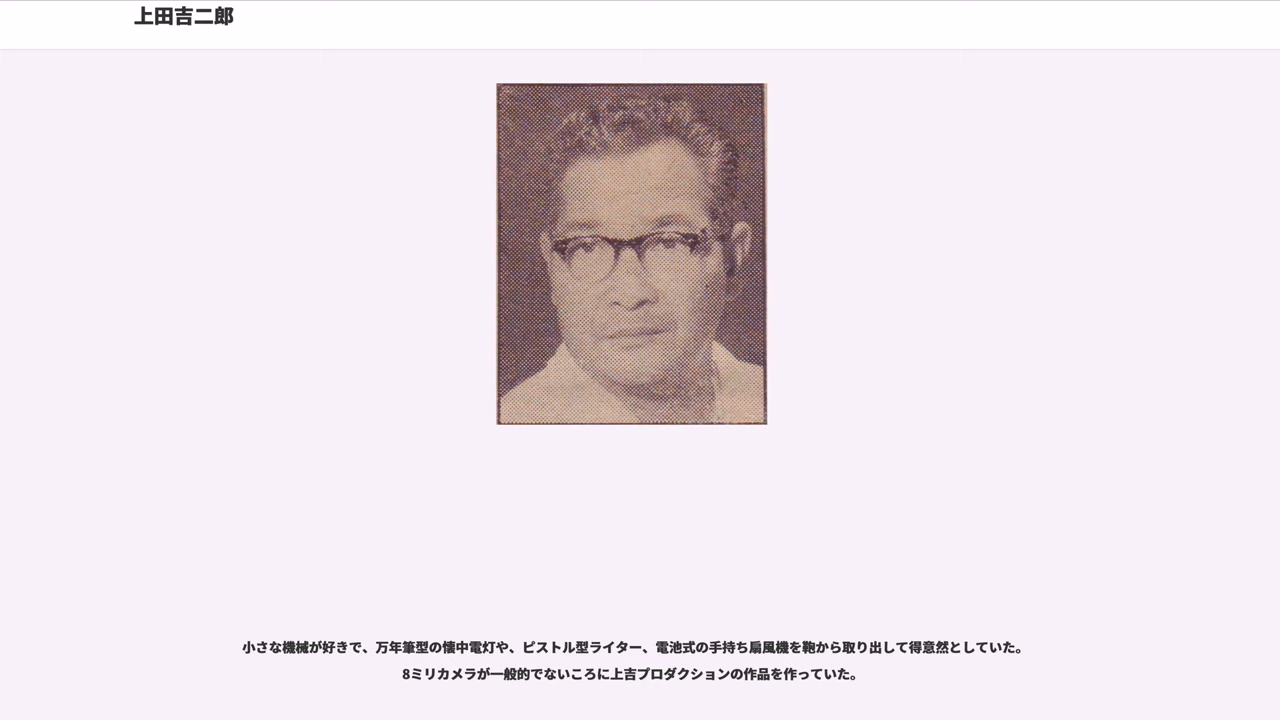 上田吉二郎
小さな機械が好きで、万年筆型の懐中電灯や、ピストル型ライター、電池式の手持ち扇風機を鞄から取り出して得意然としていた。
8ミリカメラが一般的でないころに上吉プロダクションの作品を作っていた。